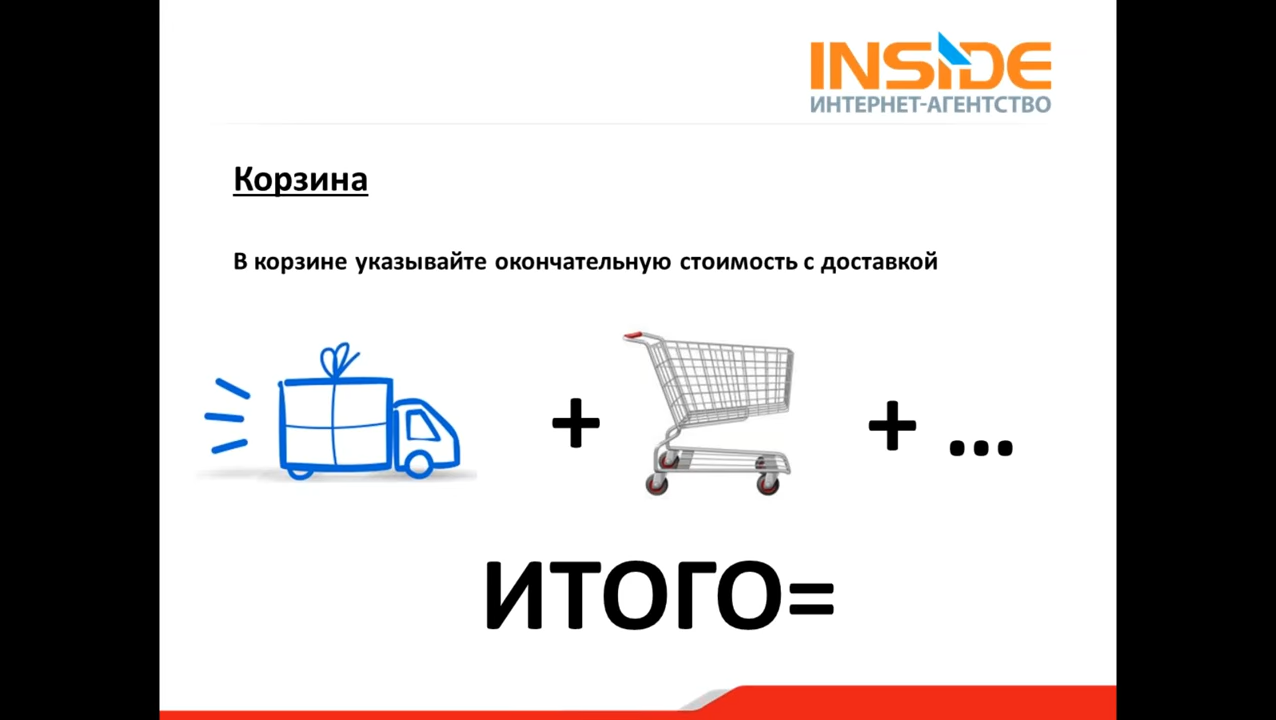 INSIDE
ИНТЕРНЕТ-АГЕНТСТВО
Корзина
В корзине указывайте окончательную стоимость с доставкой
+ + ...
ИТОГО=